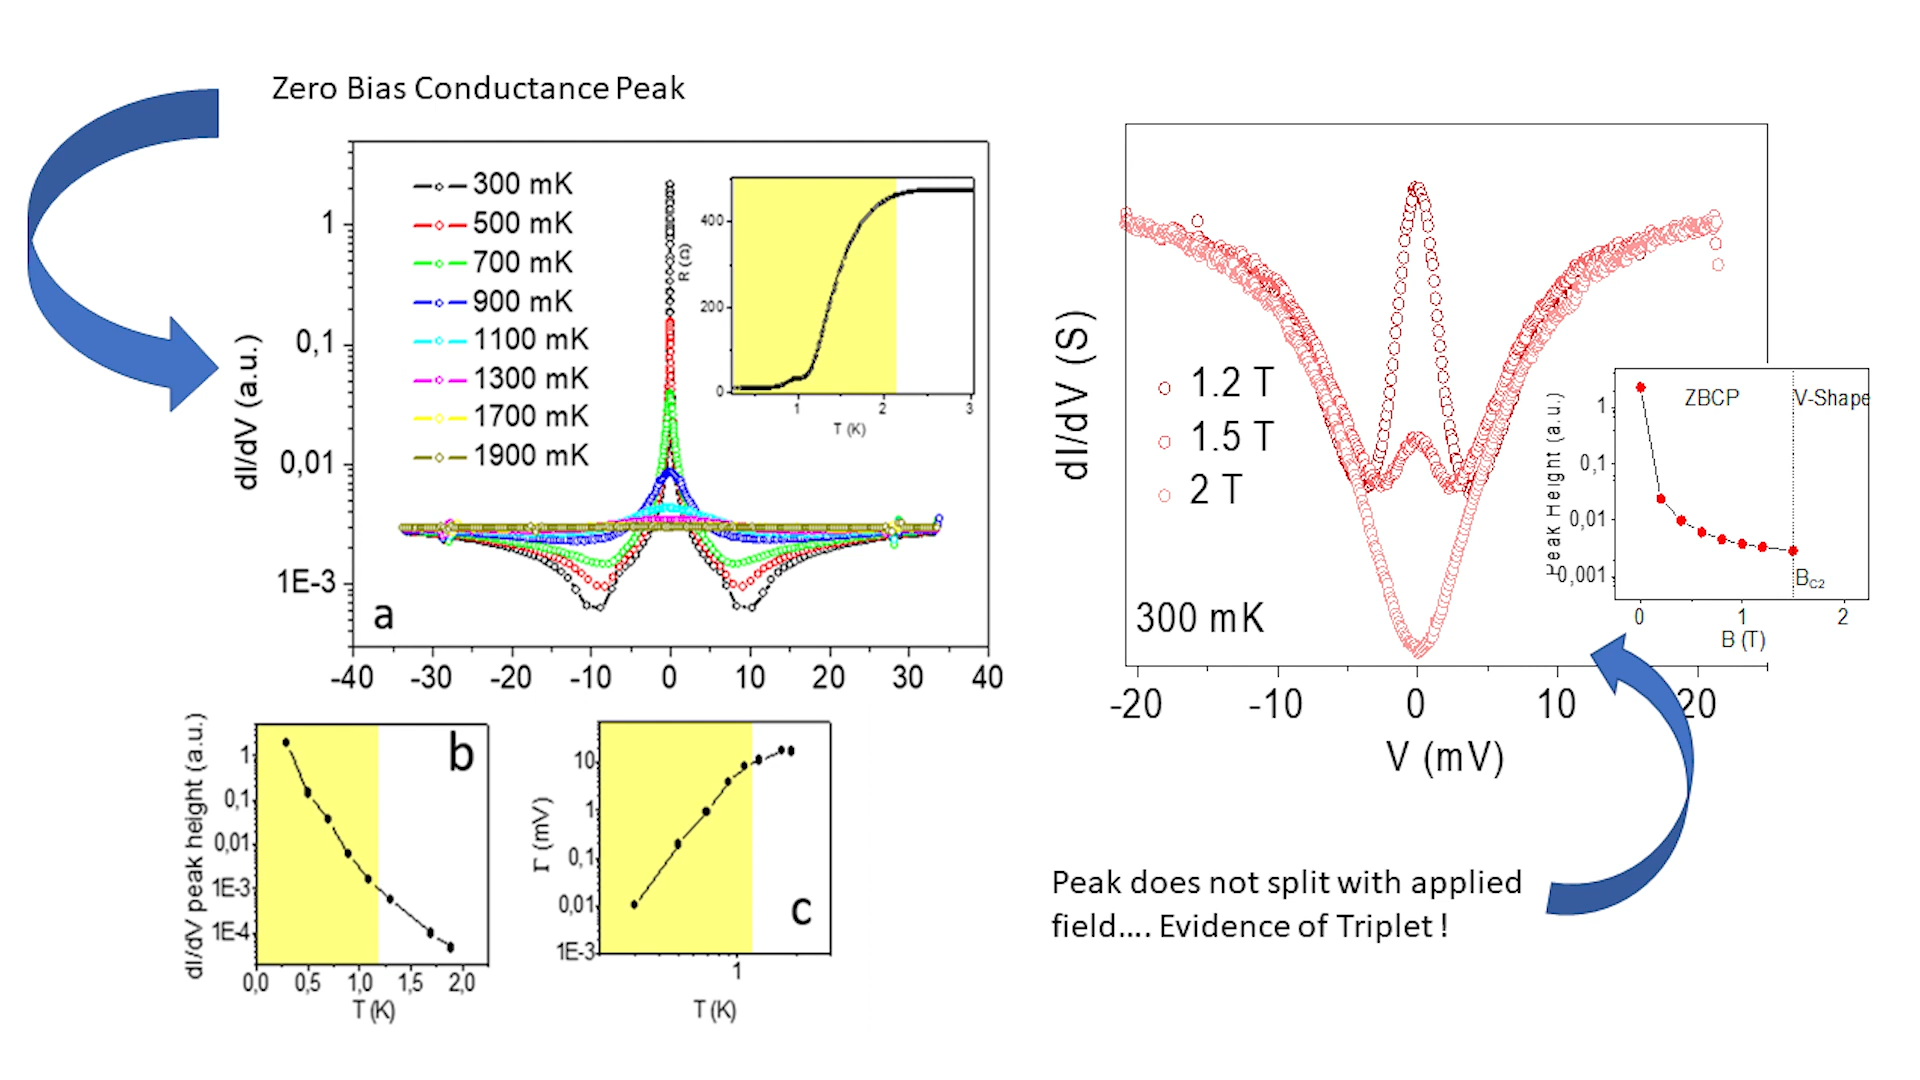 Zero Bias Conductance Peak
300 mK
500 mK
700 mK
900 mK
1100 mK
1300 mK
1700 mK
1900 mK
dI/dV (a.u.)
1
0,1
0,01
1E-3
a
-40 -30 -20 -10 0 10 20 30 40
R (Ω)
400
200
0
1 2 3
T (K)
dI/dV peak height (a.u.)
1
0,1
0,01
1E-3
1E-4
b
0,0 0,5 1,0 1,5 2,0
T (K)
Γ (mV)
10
1
0,1
0,01
1E-3
c
1
T (K)
dI/dV (S)
1.2 T
1.5 T
2 T
300 mK
-20 -10 0 10 20
V (mV)
Peak Height (a.u.)
1
0,1
0,01
0,001
ZBCP
V-Shape
BC2
0 1 2
B (T)
Peak does not split with applied
field.... Evidence of Triplet !